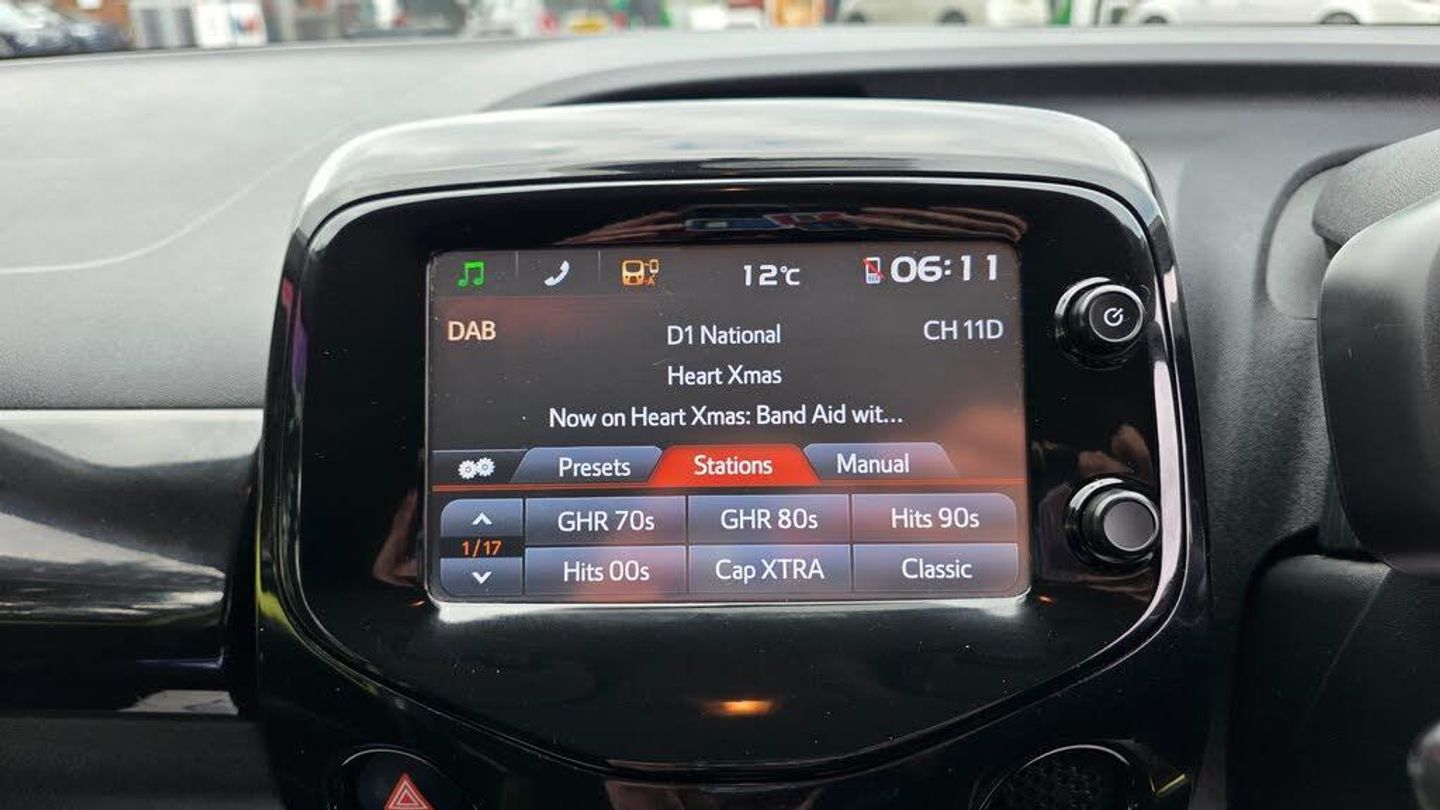 12°C
06:11
DAB
D1 National
CH 11D
Heart Xmas
Now on Heart Xmas: Band Aid wit...
Presets
Stations
Manual
GHR 70s
GHR 80s
Hits 90s
1/17
Hits 00s
Cap XTRA
Classic